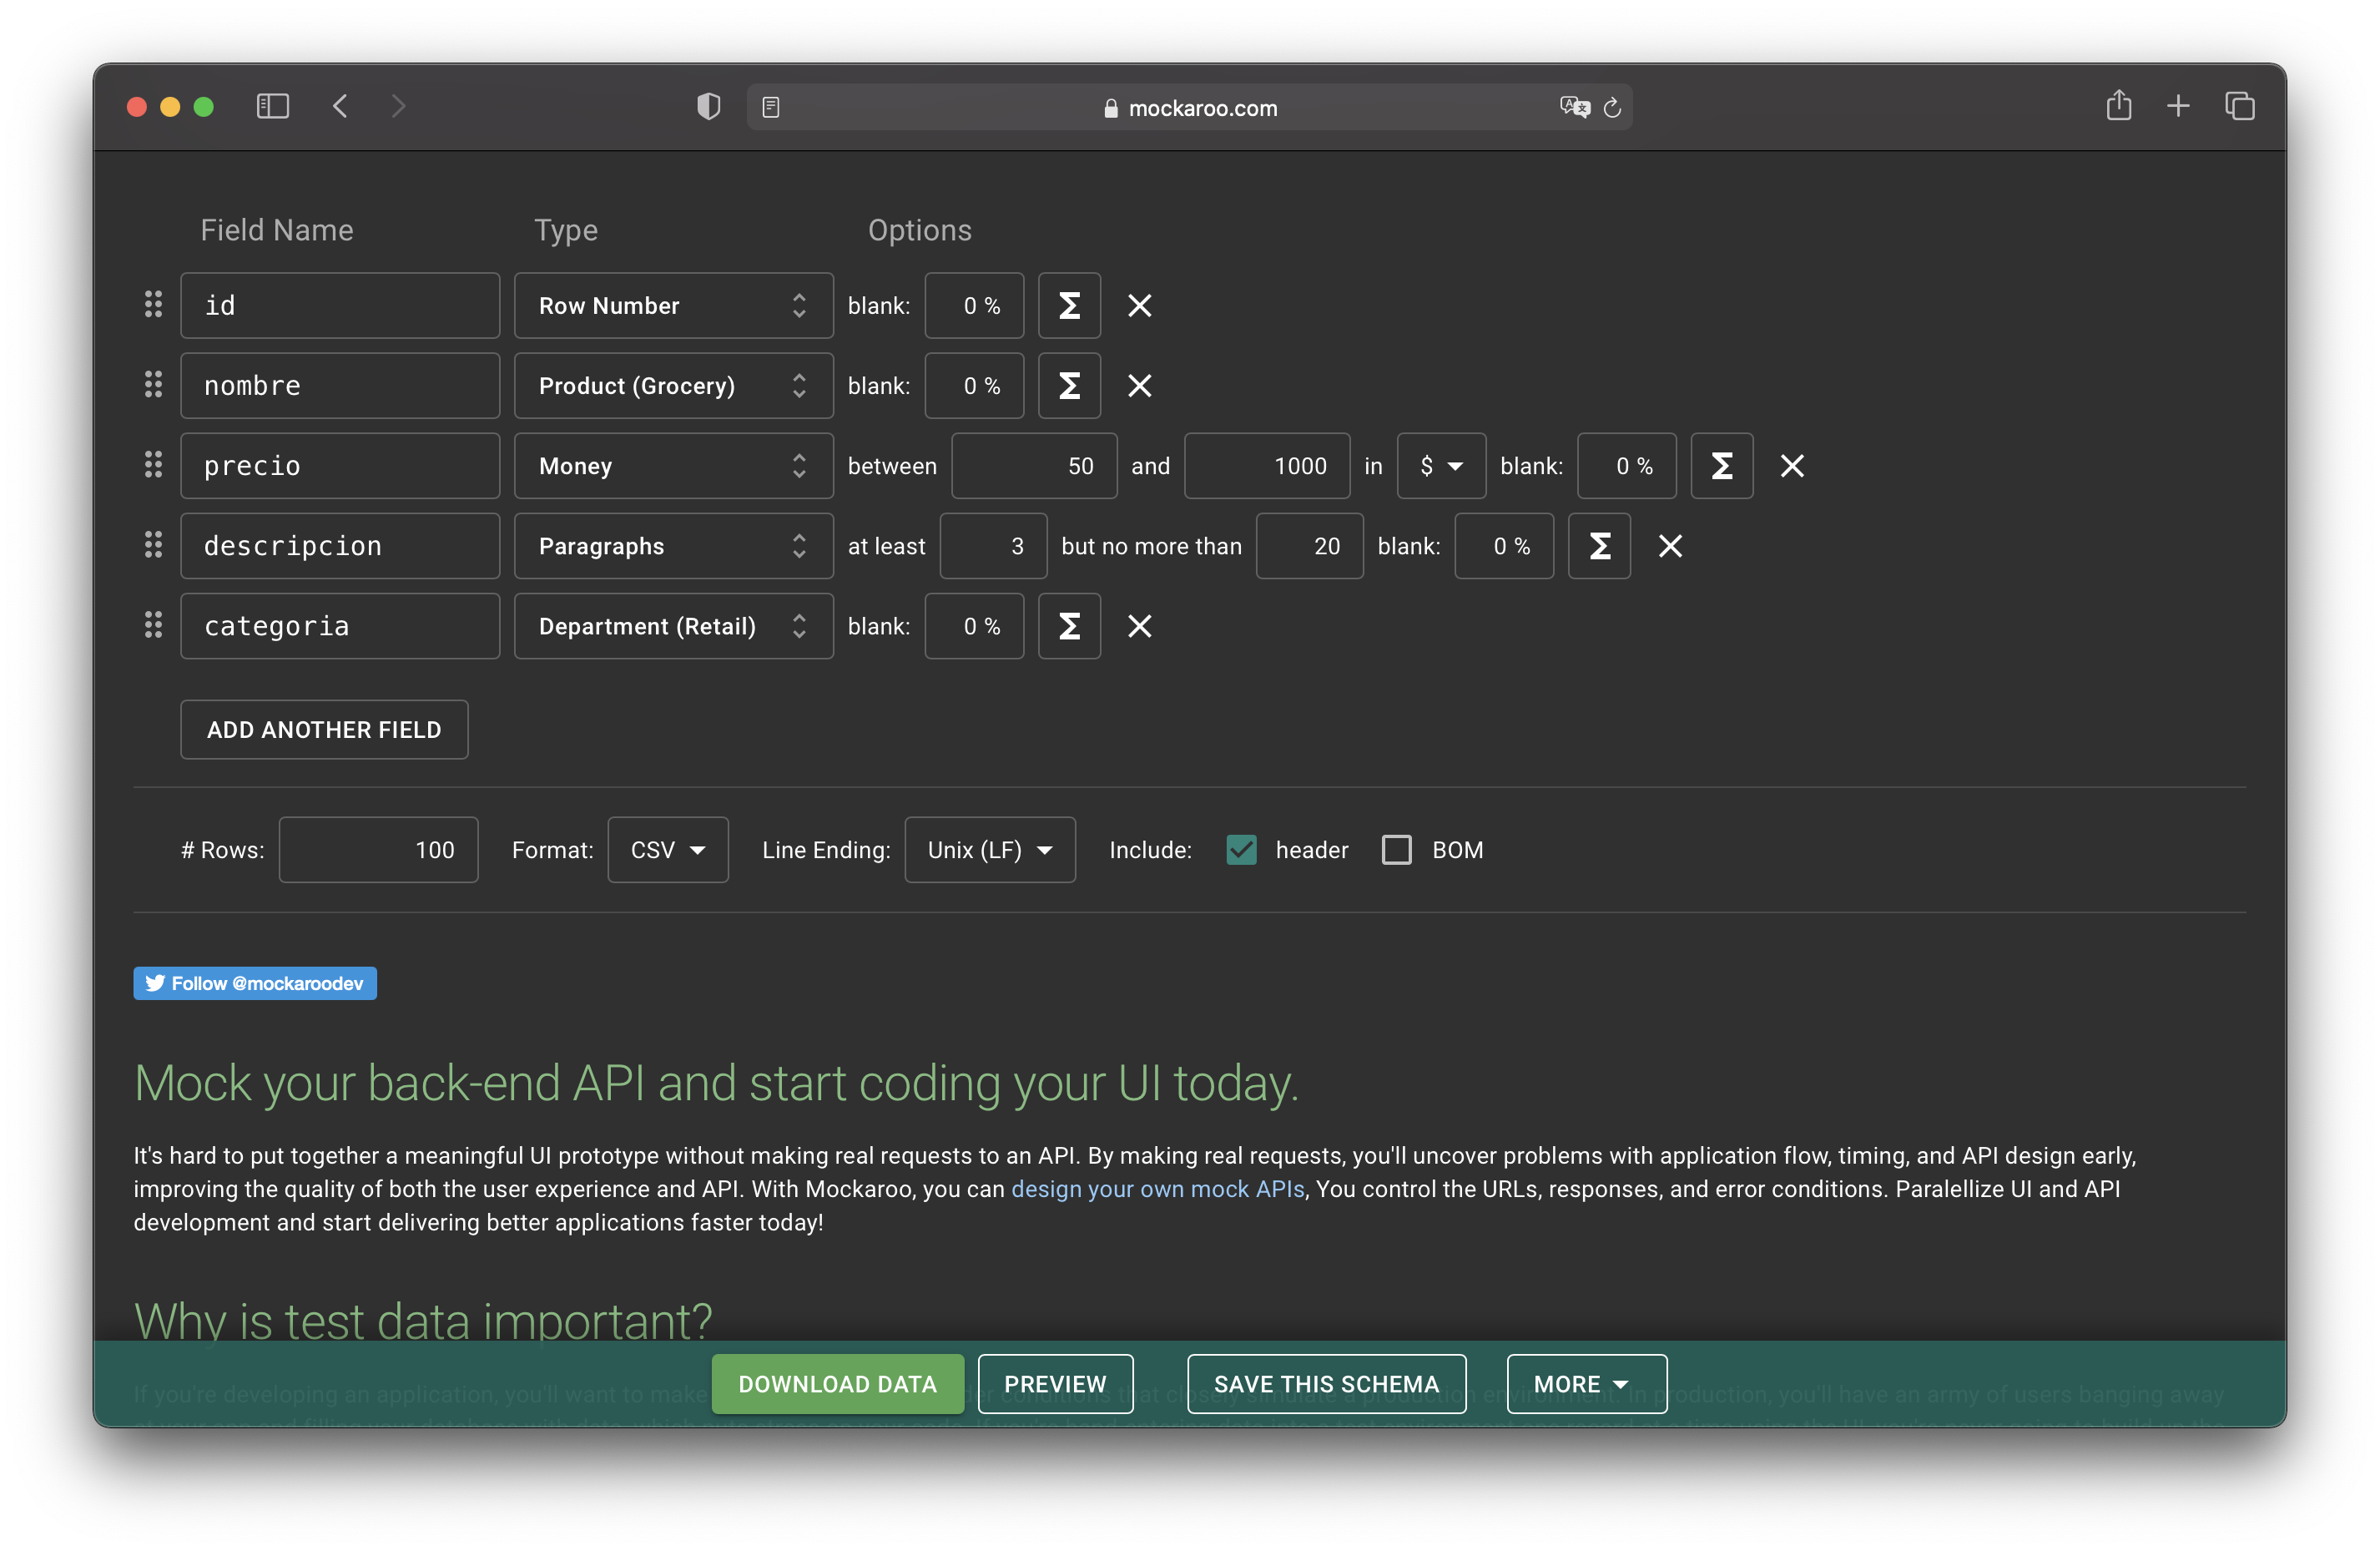 mockaroo.com
Field Name Type Options
id Row Number blank: 0 % Σ
nombre Product (Grocery) blank: 0 % Σ
precio Money between 50 and 1000 in $ blank: 0 % Σ
descripcion Paragraphs at least 3 but no more than 20 blank: 0 % Σ
categoria Department (Retail) blank: 0 % Σ
ADD ANOTHER FIELD
# Rows: 100 Format: CSV Line Ending: Unix (LF) Include: header BOM
Follow @mockaroodev
Mock your back-end API and start coding your UI today.
It's hard to put together a meaningful UI prototype without making real requests to an API. By making real requests, you'll uncover problems with application flow, timing, and API design early,
improving the quality of both the user experience and API. With Mockaroo, you can design your own mock APIs, You control the URLs, responses, and error conditions. Paralellize UI and API
development and start delivering better applications faster today!
Why is test data important?
DOWNLOAD DATA PREVIEW SAVE THIS SCHEMA MORE
If you're developing an application, you'll want to make that closely simulate a production environment. In production, you'll have an army of users banging away